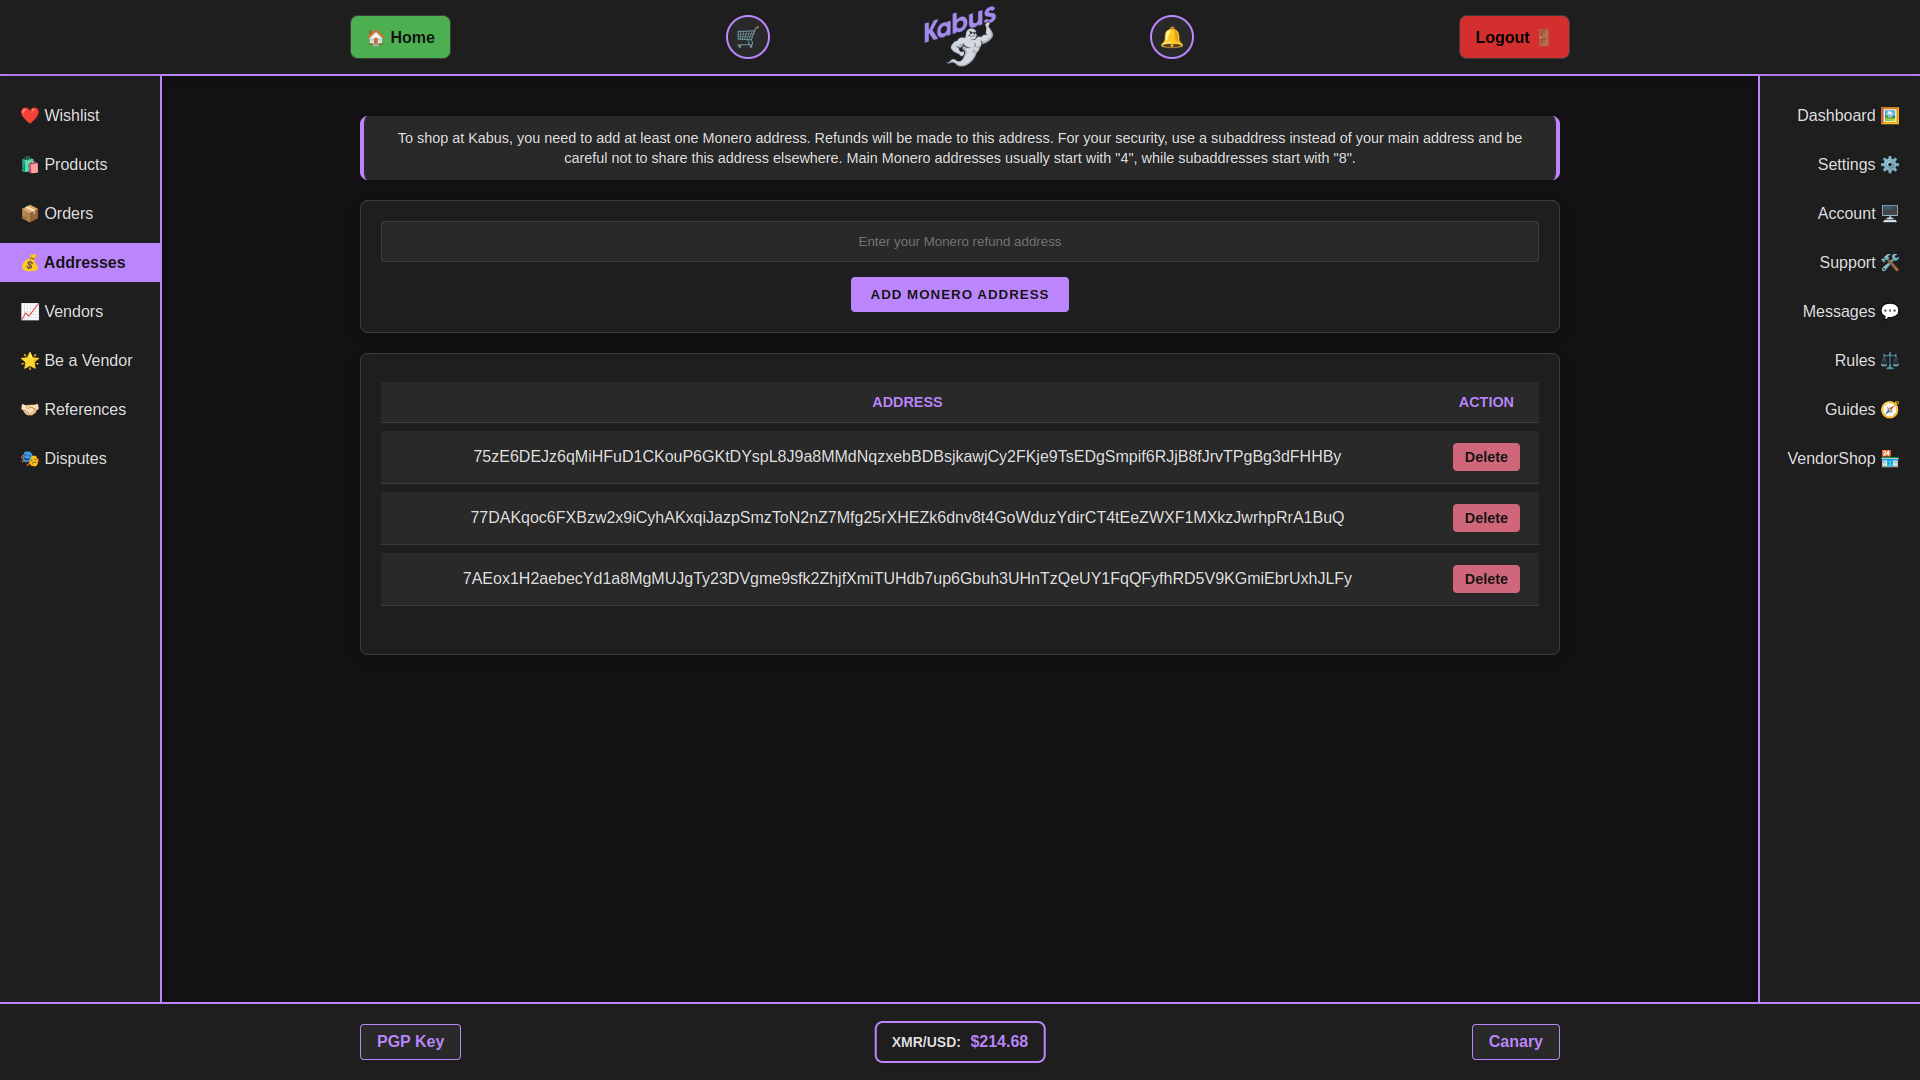 Home
Kabus
Logout
Wishlist
Products
Orders
Addresses
Vendors
Be a Vendor
References
Disputes
To shop at Kabus, you need to add at least one Monero address. Refunds will be made to this address. For your security, use a subaddress instead of your main address and be
careful not to share this address elsewhere. Main Monero addresses usually start with "4", while subaddresses start with "8".
Enter your Monero refund address
ADD MONERO ADDRESS
ADDRESS ACTION
75zE6DEJz6qMiHFuD1CKouP6GKtDYspL8J9a8MMdNqzxebBDBsjkawjCy2FKje9TsEDgSmpif6RJjB8fJrvTPgBg3dFHHBy Delete
77DAKqoc6FXBzw2x9iCyhAKxqiJazpSmzToN2nZ7Mfg25rXHEZk6dnv8t4GoWduzYdirCT4tEeZWXF1MXkzJwrhpRrA1BuQ Delete
7AEox1H2aebecYd1a8MgMUJgTy23DVgme9sfk2ZhjfXmiTUHdb7up6Gbuh3UHnTzQeUY1FqQFyfhRD5V9KGmiEbrUxhJLFy Delete
Dashboard
Settings
Account
Support
Messages
Rules
Guides
VendorShop
PGP Key
XMR/USD: $214.68
Canary